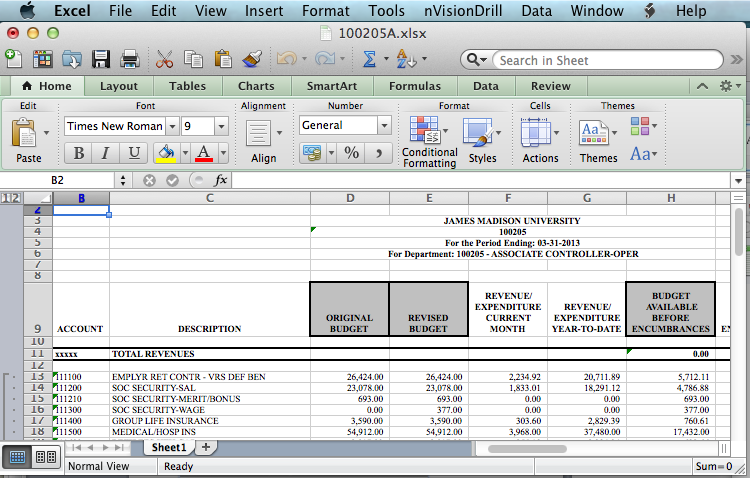 Excel File Edit View Insert Format Tools nVisionDrill Data Window Help
100205A.xlsx
Search in Sheet
Home Layout Tables Charts SmartArt Formulas Data Review
Edit Font Alignment Number Format Cells Themes
Times New Roman 9 General
Paste B I U A Align % , Conditional Formatting Styles Actions Themes Aa
B2 fx
1 2 B C D E F G H
2
3 JAMES MADISON UNIVERSITY
4 100205
5 For the Period Ending: 03-31-2013
6 For Department: 100205 - ASSOCIATE CONTROLLER-OPER
7
8
REVENUE/ BUDGET
EXPENDITURE REVENUE/ AVAILABLE
ORIGINAL REVISED CURRENT EXPENDITURE BEFORE
9 ACCOUNT DESCRIPTION BUDGET BUDGET MONTH YEAR-TO-DATE ENCUMBRANCES
10
11 xxxxx TOTAL REVENUES 0.00
12
13 111100 EMPLYR RET CONTR - VRS DEF BEN 26,424.00 26,424.00 2,234.92 20,711.89 5,712.11
14 111200 SOC SECURITY-SAL 23,078.00 23,078.00 1,833.01 18,291.12 4,786.88
15 111210 SOC SECURITY-MERIT/BONUS 693.00 693.00 0.00 0.00 693.00
16 111300 SOC SECURITY-WAGE 0.00 377.00 0.00 0.00 377.00
17 111400 GROUP LIFE INSURANCE 3,590.00 3,590.00 303.60 2,829.39 760.61
18 111500 MEDICAL/HOSP INS 54,912.00 54,912.00 3,968.00 37,480.00 17,432.00
Sheet1 +
Normal View Ready Sum=0